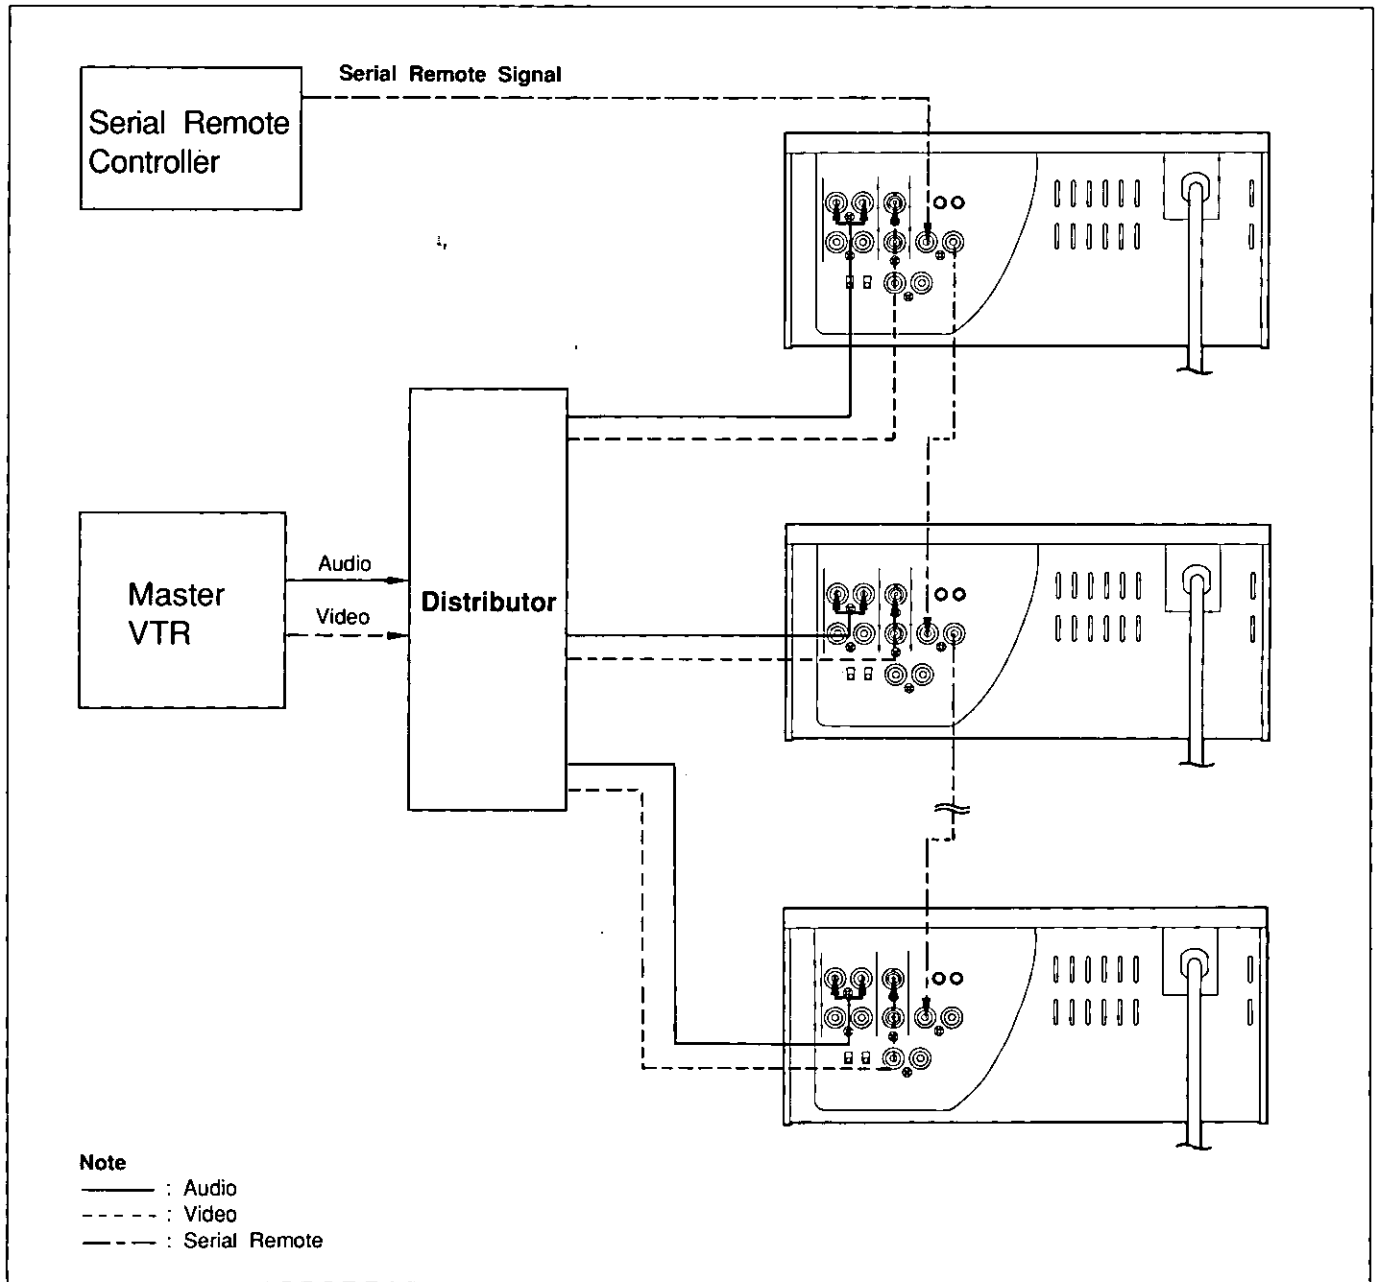 Serial Remote Signal
Serial Remote
Controller
Master
VTR
Audio
Video
Distributor
Note
: Audio
: Video
: Serial Remote